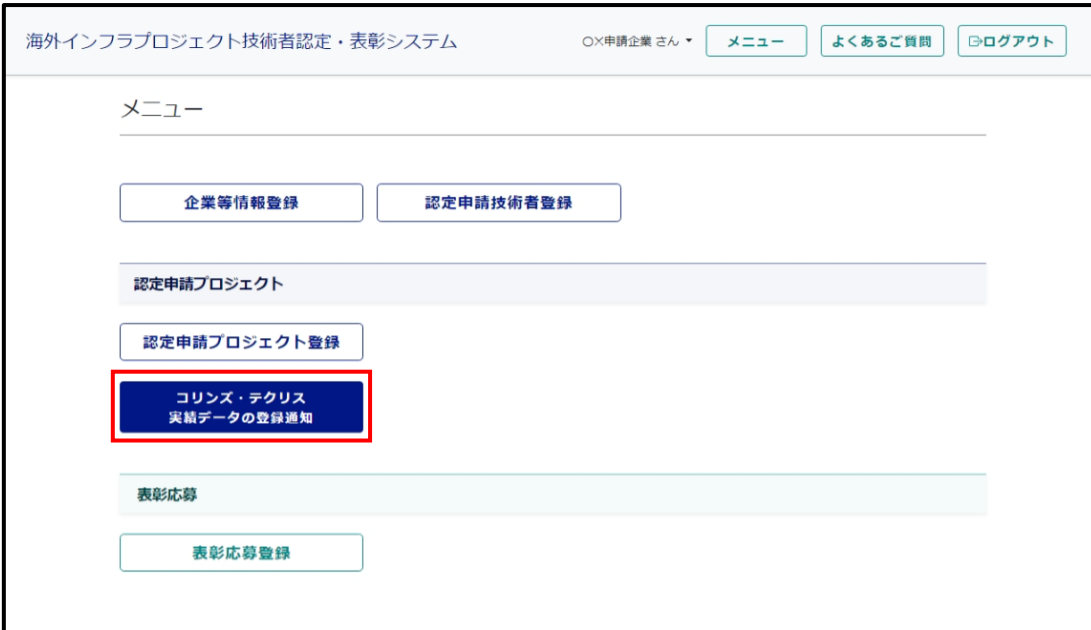 海外インフラプロジェクト技術者認定・表彰システム
○×申請企業 さん
メニュー
よくあるご質問
ログアウト
メニュー
企業等情報登録
認定申請技術者登録
認定申請プロジェクト
認定申請プロジェクト登録
コリンズ・テクリス
実績データの登録通知
表彰応募
表彰応募登録